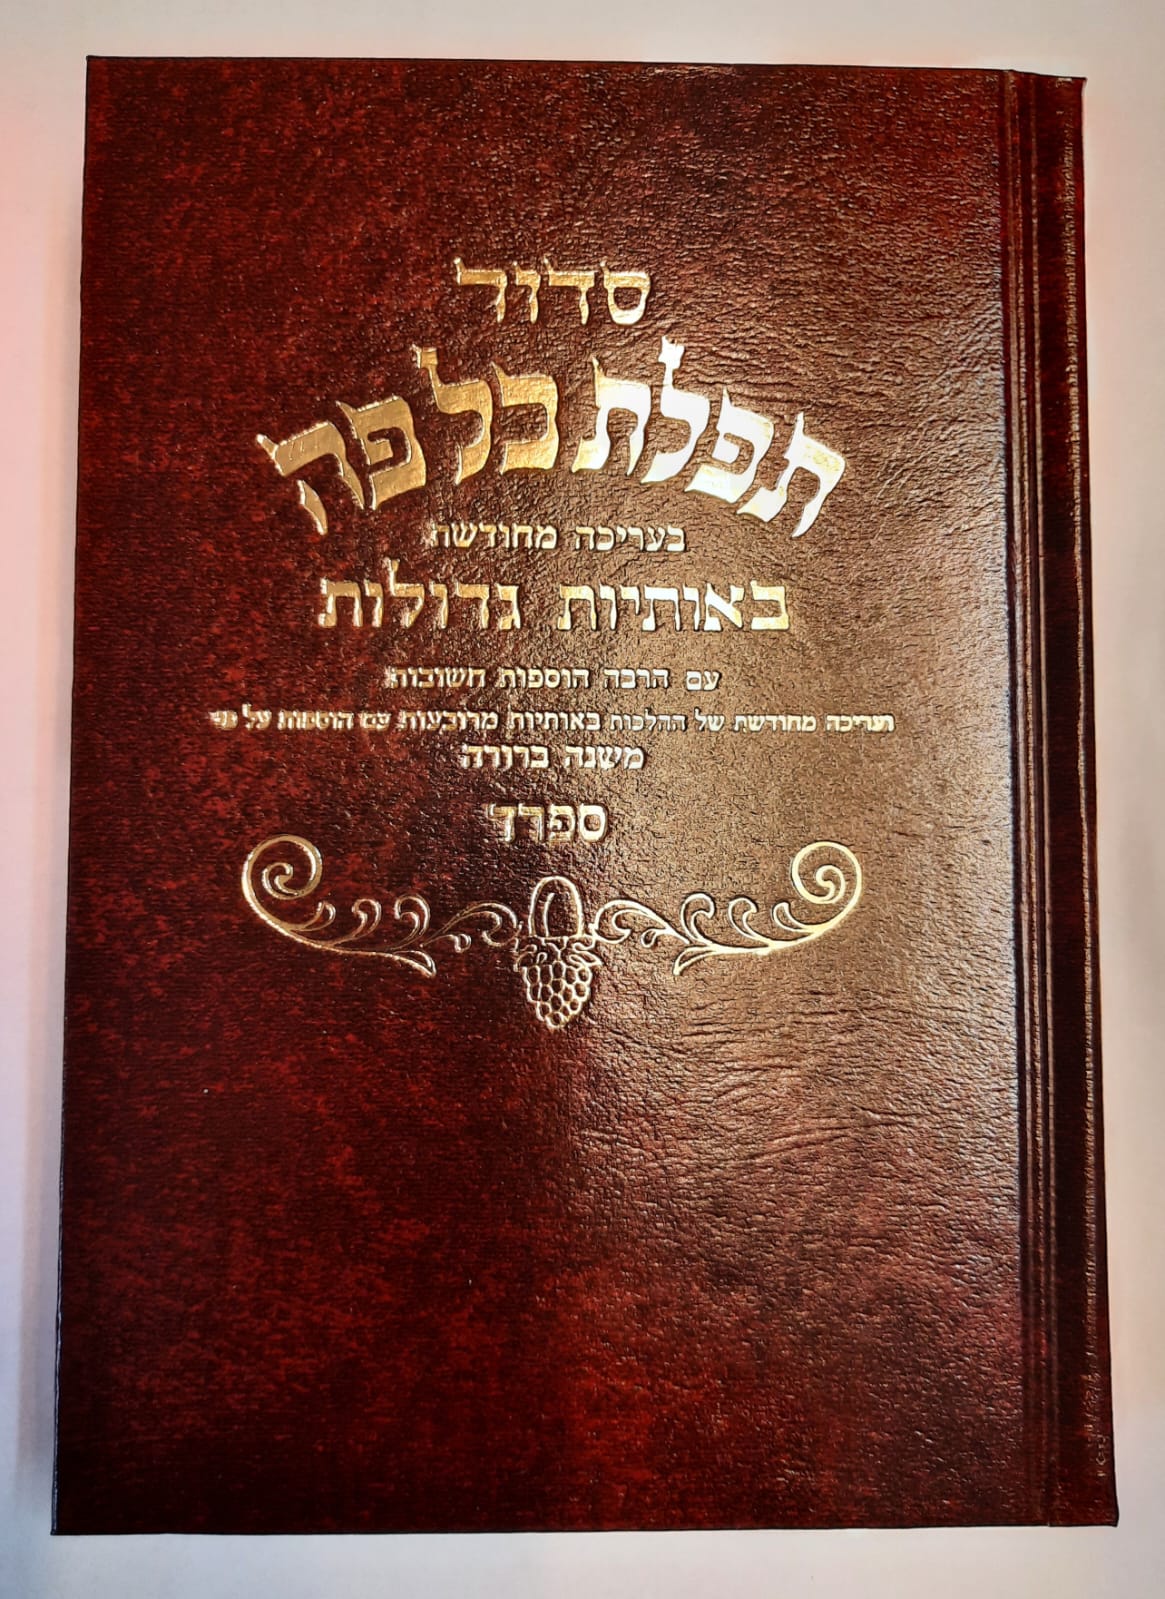 סדור
תפלת כל פה
בעריכה מחודשת
באותיות גדולות
עם הרבה הוספות חשובות
ועריכה מחודשת של ההלכות באותיות מרובעות עם הוספות על פי
משנה ברורה
ספרד